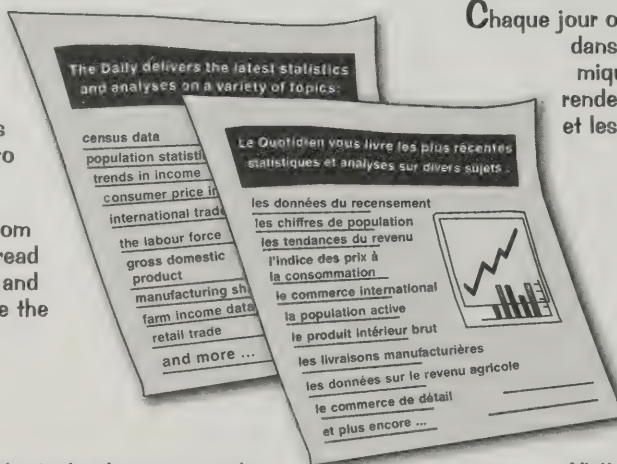 Chaque jour o
dans
miqu
rende
et les
s
ro
om
read
and
e the
The Daily delivers the latest statistics
and analyses on a variety of topics:
census data
population statisti
trends in income
consumer price in
international trade
the labour force
gross domestic
product
manufacturing sh
farm income data
retail trade
and more ...
Le Quotidien vous livre les plus récentes
statistiques et analyses sur divers sujets :
les données du recensement
les chiffres de population
les tendances du revenu
l'indice des prix à
la consommation
le commerce international
la population active
le produit intérieur brut
les livraisons manufacturières
les données sur le revenu agricole
le commerce de détail
et plus encore ...